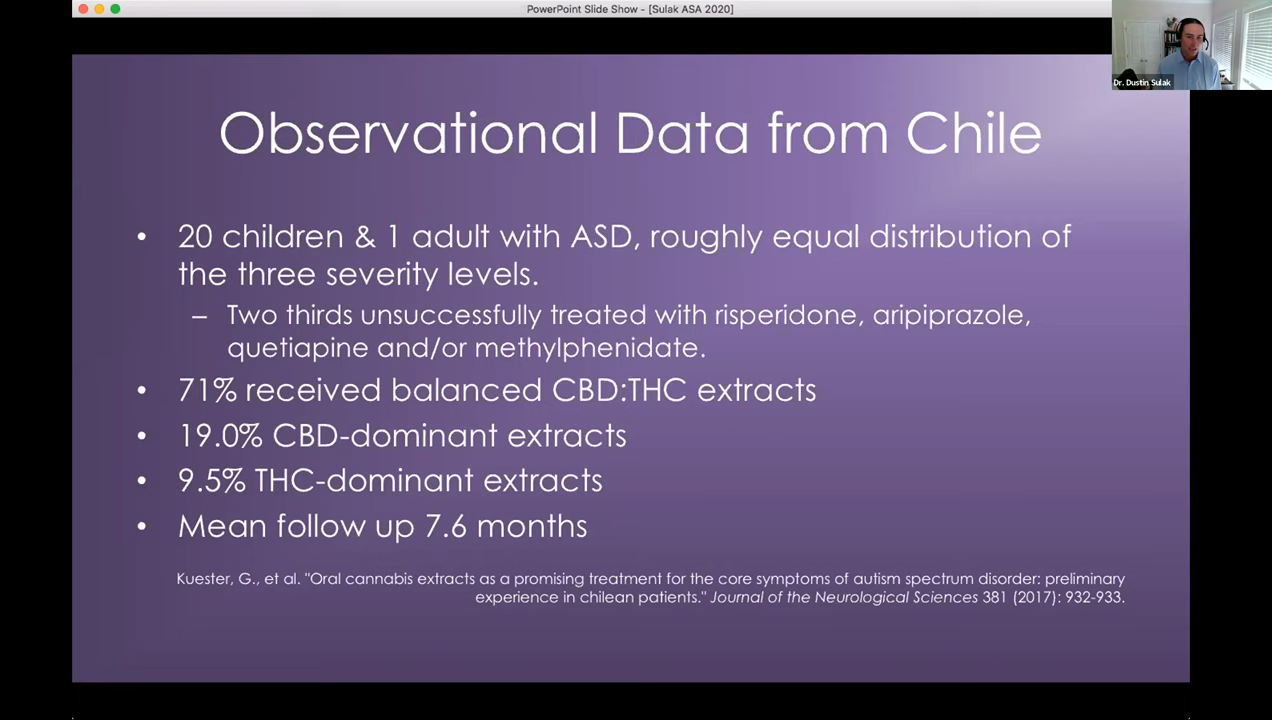 PowerPoint Slide Show - [Sulak ASA 2020]
Dr. Dustin Sulak
Observational Data from Chile
• 20 children & 1 adult with ASD, roughly equal distribution of
the three severity levels.
– Two thirds unsuccessfully treated with risperidone, aripiprazole,
quetiapine and/or methylphenidate.
• 71% received balanced CBD:THC extracts
• 19.0% CBD-dominant extracts
• 9.5% THC-dominant extracts
• Mean follow up 7.6 months
Kuester, G., et al. "Oral cannabis extracts as a promising treatment for the core symptoms of autism spectrum disorder: preliminary
experience in chilean patients." Journal of the Neurological Sciences 381 (2017): 932-933.